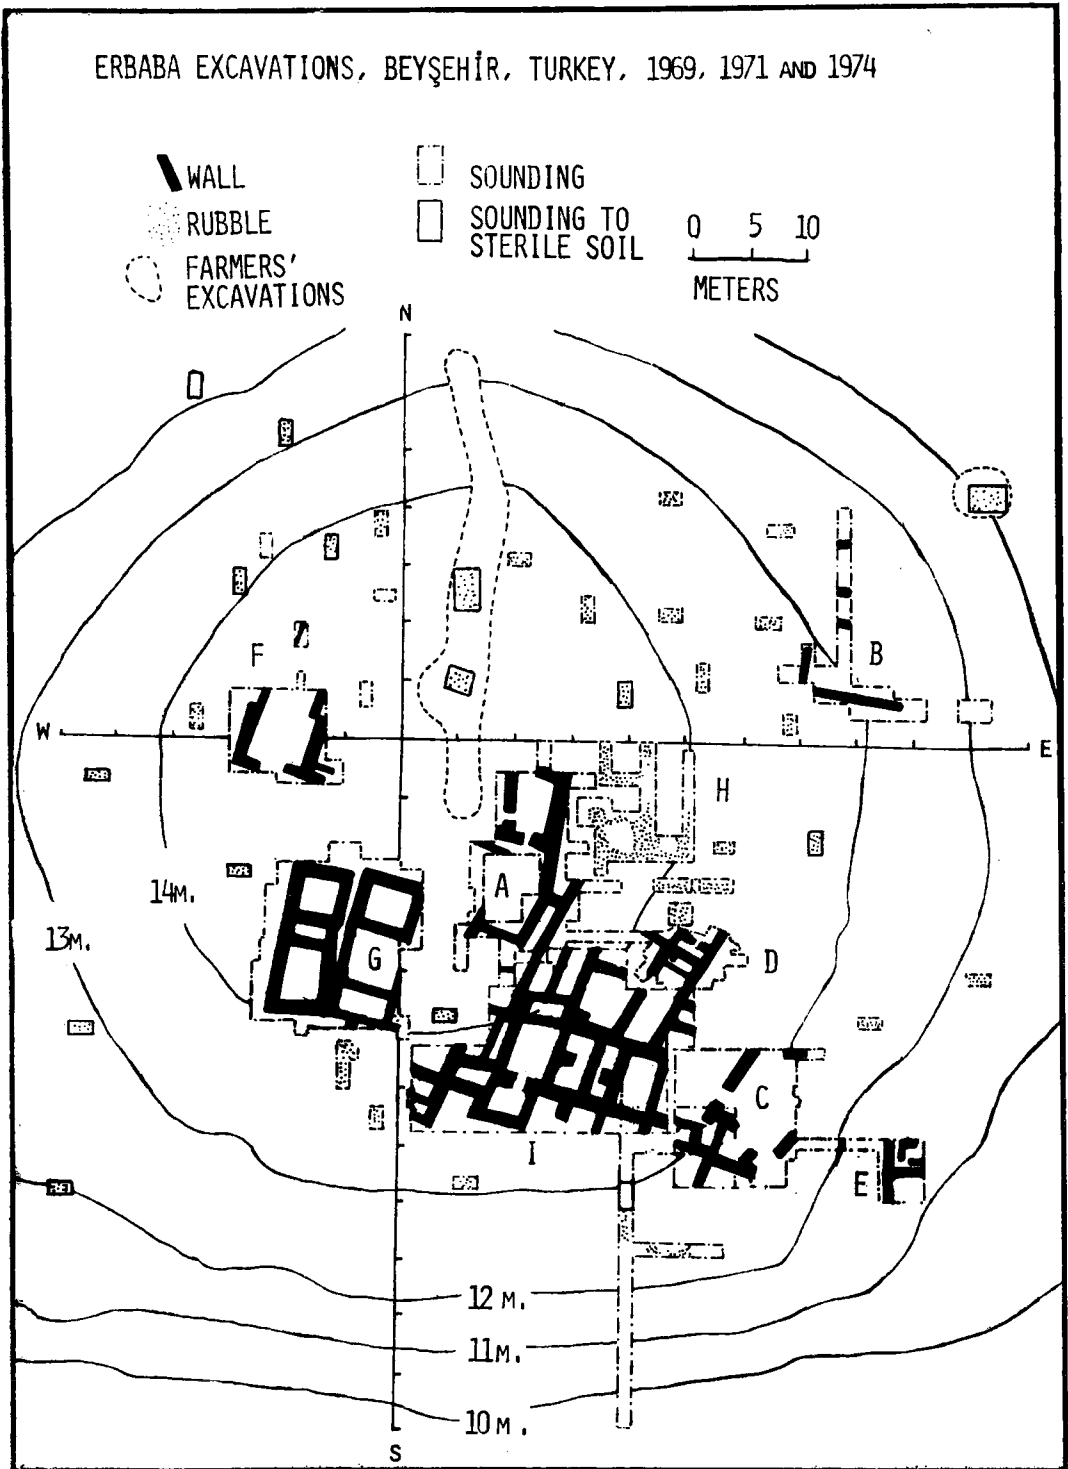 ERBABA EXCAVATIONS, BEYŞEHİR, TURKEY, 1969, 1971 AND 1974
WALL
RUBBLE
FARMERS'
EXCAVATIONS
SOUNDING
SOUNDING TO
STERILE SOIL
0 5 10
METERS
N
F
B
W
E
H
A
14M.
13M.
G
D
C
I
E
12 M.
11M.
10 M.
S